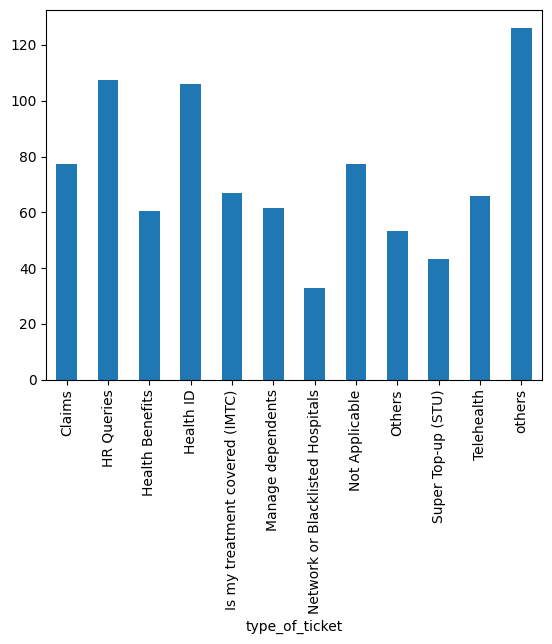 120
100
80
60
40
20
0
Claims
HR Queries
Health Benefits
Health ID
Is my treatment covered (IMTC)
Manage dependents
Network or Blacklisted Hospitals
Not Applicable
Others
Super Top-up (STU)
Telehealth
others
type_of_ticket